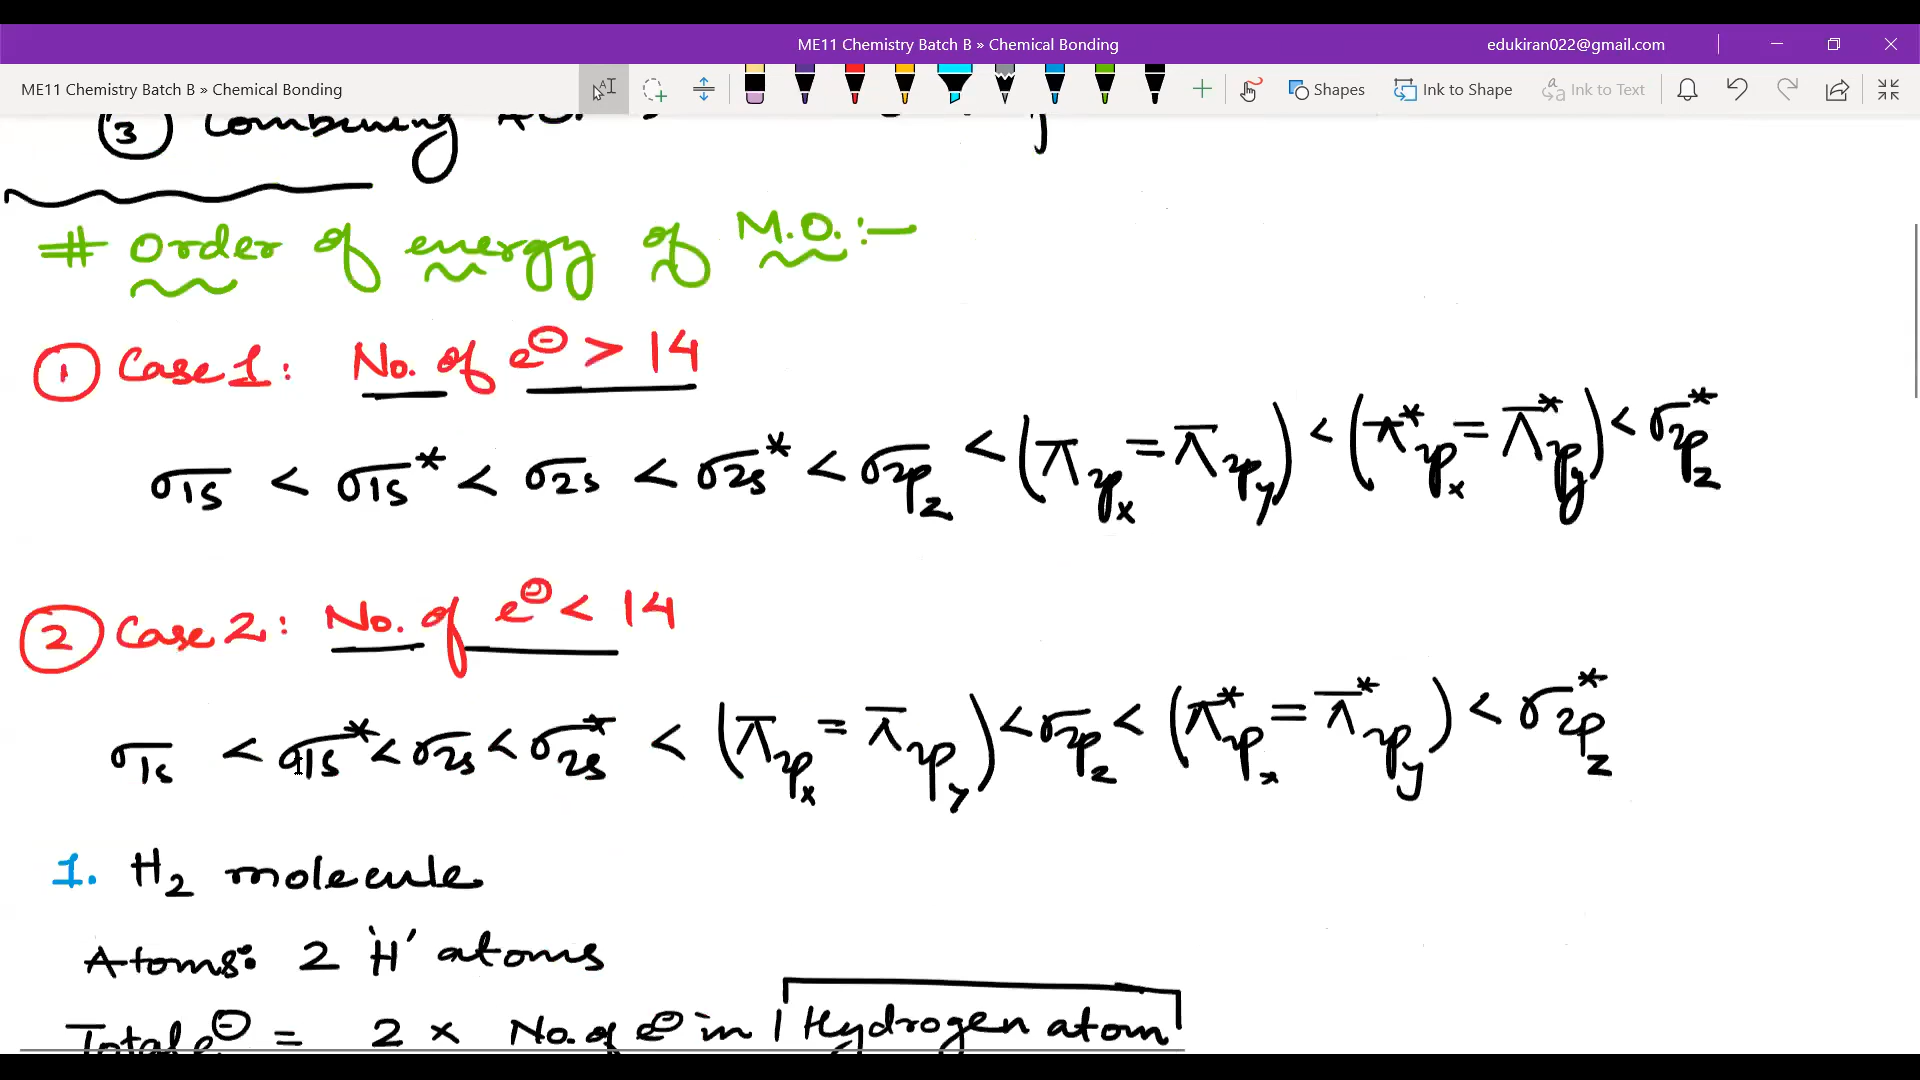 ME11 Chemistry Batch B » Chemical Bonding edukiran022@gmail.com
ME11 Chemistry Batch B » Chemical Bonding Shapes Ink to Shape Ink to Text
③ Combining
# Order of energy of M.O. :-
① Case 1 : No. of e⊖ > 14
σ1s < σ1s* < σ2s < σ2s* < σ2pz < (π2px = π2py) < (π*2px = π*2py) < σ*2pz
② Case 2 : No. of e⊖ < 14
σ1s < σ1s* < σ2s < σ2s* < (π2px = π2py) < σ2pz < (π*2px = π*2py) < σ*2pz
1. H2 molecule
Atoms: 2 'H' atoms
Total e⊖ = 2 × No. of e⊖ in 1 Hydrogen atom